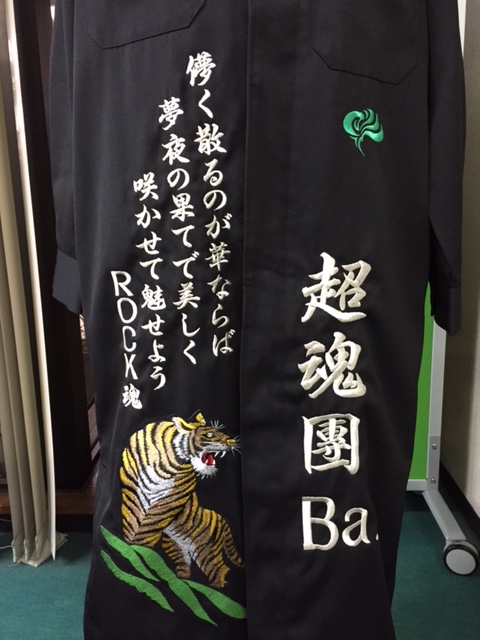 儚く散るのが華ならば
夢夜の果てで美しく
咲かせて魅せよう
ROCK魂
超魂團
Ba.